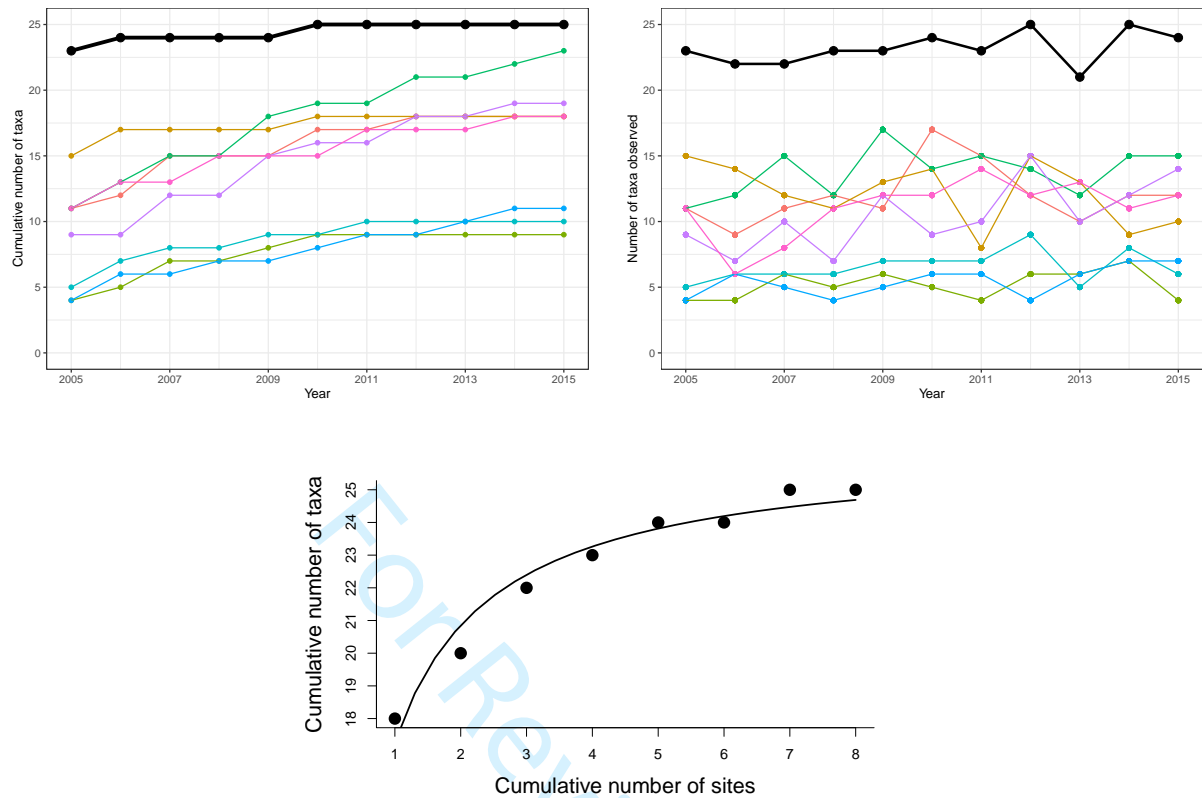 Cumulative number of taxa
25
20
15
10
5
0
2005 2007 2009 2011 2013 2015
Year
Number of taxa observed
25
20
15
10
5
0
2005 2007 2009 2011 2013 2015
Year
Cumulative number of taxa
25
24
23
22
21
20
19
18
1 2 3 4 5 6 7 8
Cumulative number of sites
For Rev